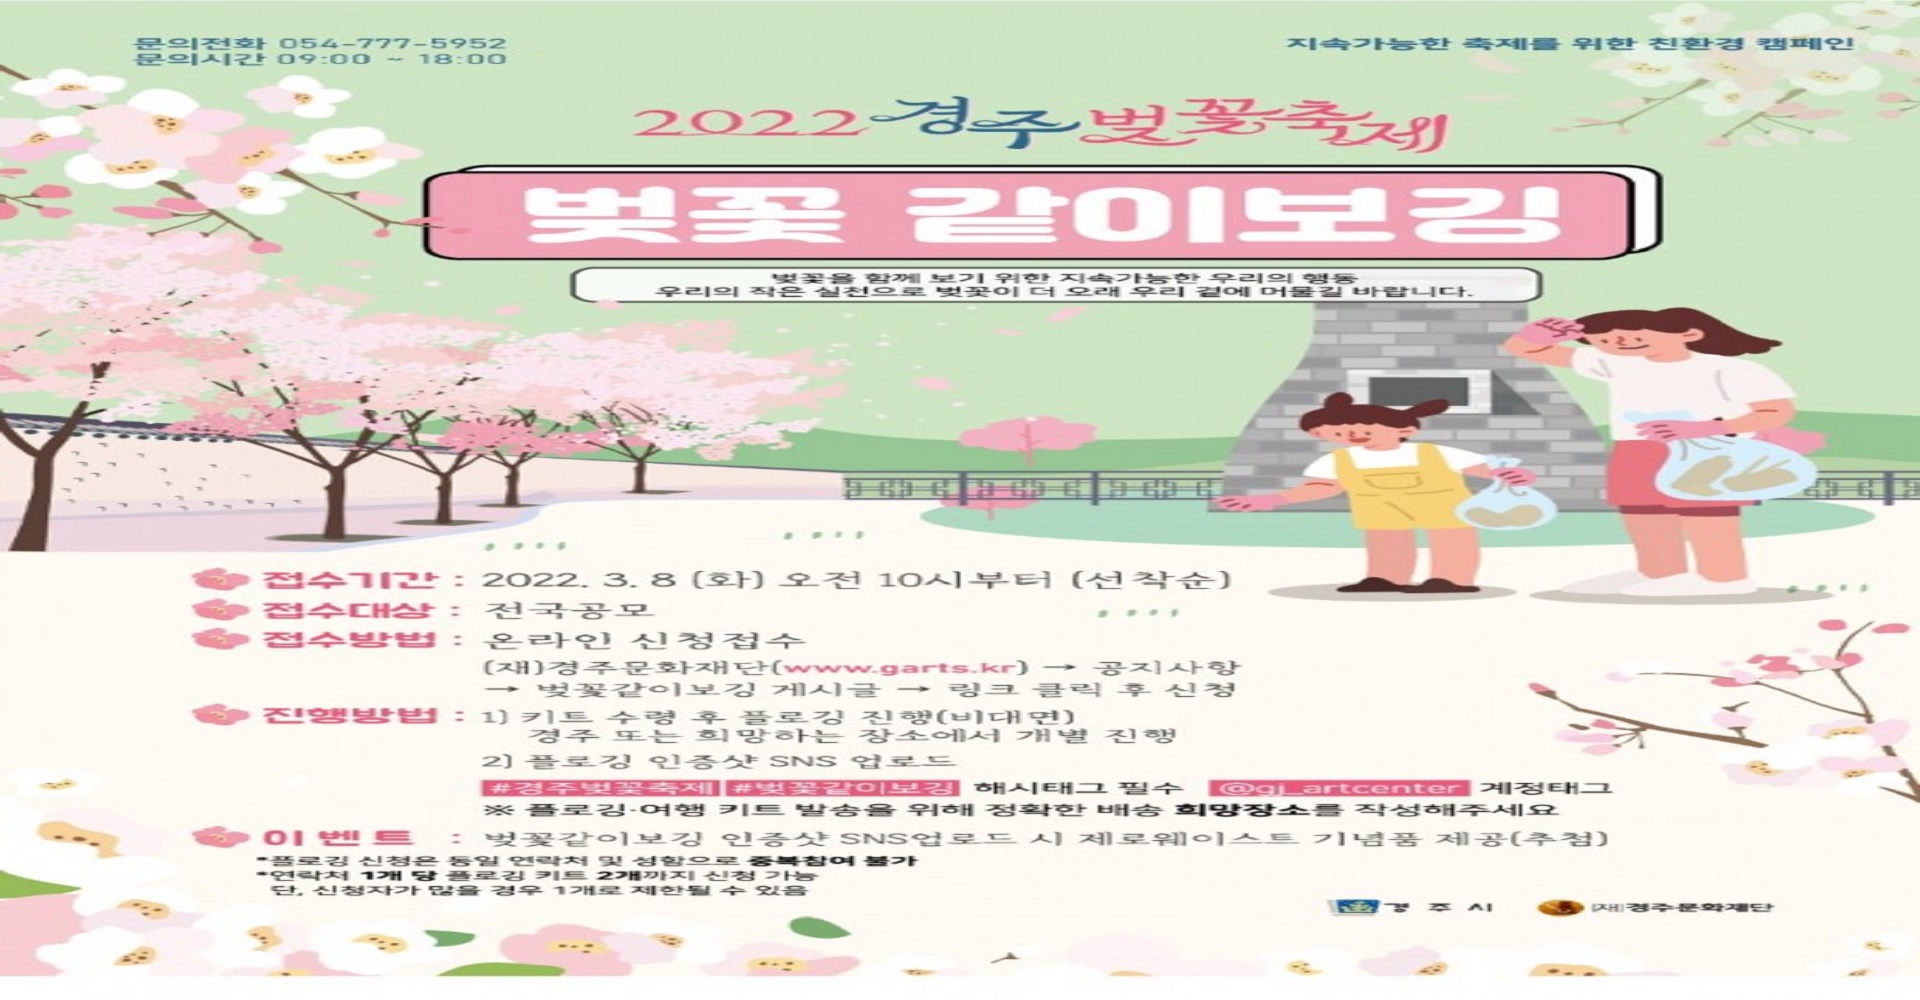 문의전화 054-777-5952
문의시간 09:00 ~ 18:00
지속가능한 축제를 위한 친환경 캠페인
2022 경주벚꽃축제
벚꽃 같이보깅
벚꽃을 함께 보기 위한 지속가능한 우리의 행동
우리의 작은 실천으로 벚꽃이 더 오래 우리 곁에 머물길 바랍니다.
접수기간 : 2022. 3. 8 (화) 오전 10시부터 (선착순)
접수대상 : 전국공모
접수방법 : 온라인 신청접수
(재)경주문화재단(www.garts.kr) → 공지사항
→ 벚꽃같이보깅 게시글 → 링크 클릭 후 신청
진행방법 : 1) 키트 수령 후 플로깅 진행(비대면)
경주 또는 희망하는 장소에서 개별 진행
2) 플로깅 인증샷 SNS 업로드
#경주벚꽃축제 #벚꽃같이보깅 해시태그 필수 @gj_artcenter 계정태그
※ 플로깅·여행 키트 발송을 위해 정확한 배송 희망장소를 작성해주세요
이벤트 : 벚꽃같이보깅 인증샷 SNS업로드 시 제로웨이스트 기념품 제공(추첨)
*플로깅 신청은 동일 연락처 및 성함으로 중복참여 불가
*연락처 1개 당 플로깅 키트 2개까지 신청 가능
단, 신청자가 많을 경우 1개로 제한될 수 있음
경주시 (재)경주문화재단